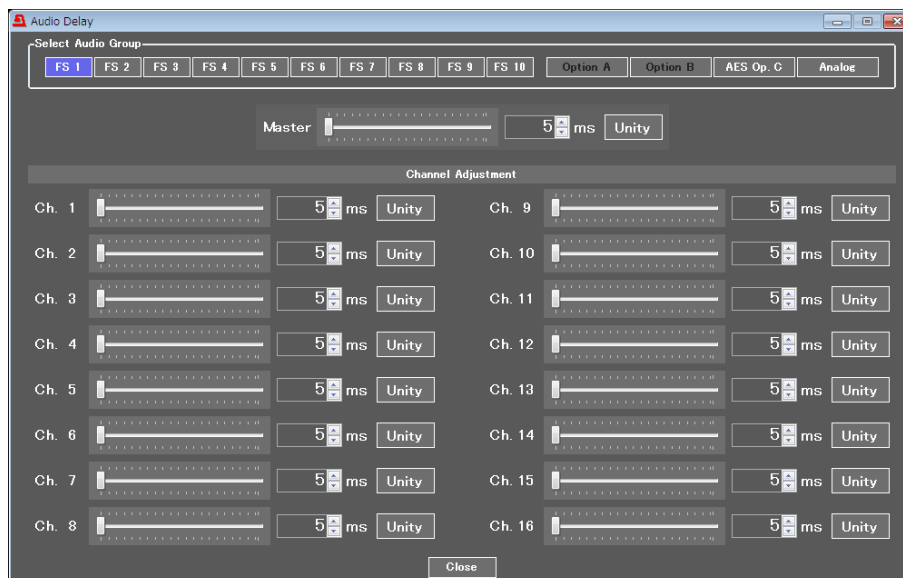 Audio Delay
Select Audio Group
FS 1 FS 2 FS 3 FS 4 FS 5 FS 6 FS 7 FS 8 FS 9 FS 10 Option A Option B AES Op. C Analog
Master 5 ms Unity
Channel Adjustment
Ch. 1 5 ms Unity Ch. 9 5 ms Unity
Ch. 2 5 ms Unity Ch. 10 5 ms Unity
Ch. 3 5 ms Unity Ch. 11 5 ms Unity
Ch. 4 5 ms Unity Ch. 12 5 ms Unity
Ch. 5 5 ms Unity Ch. 13 5 ms Unity
Ch. 6 5 ms Unity Ch. 14 5 ms Unity
Ch. 7 5 ms Unity Ch. 15 5 ms Unity
Ch. 8 5 ms Unity Ch. 16 5 ms Unity
Close